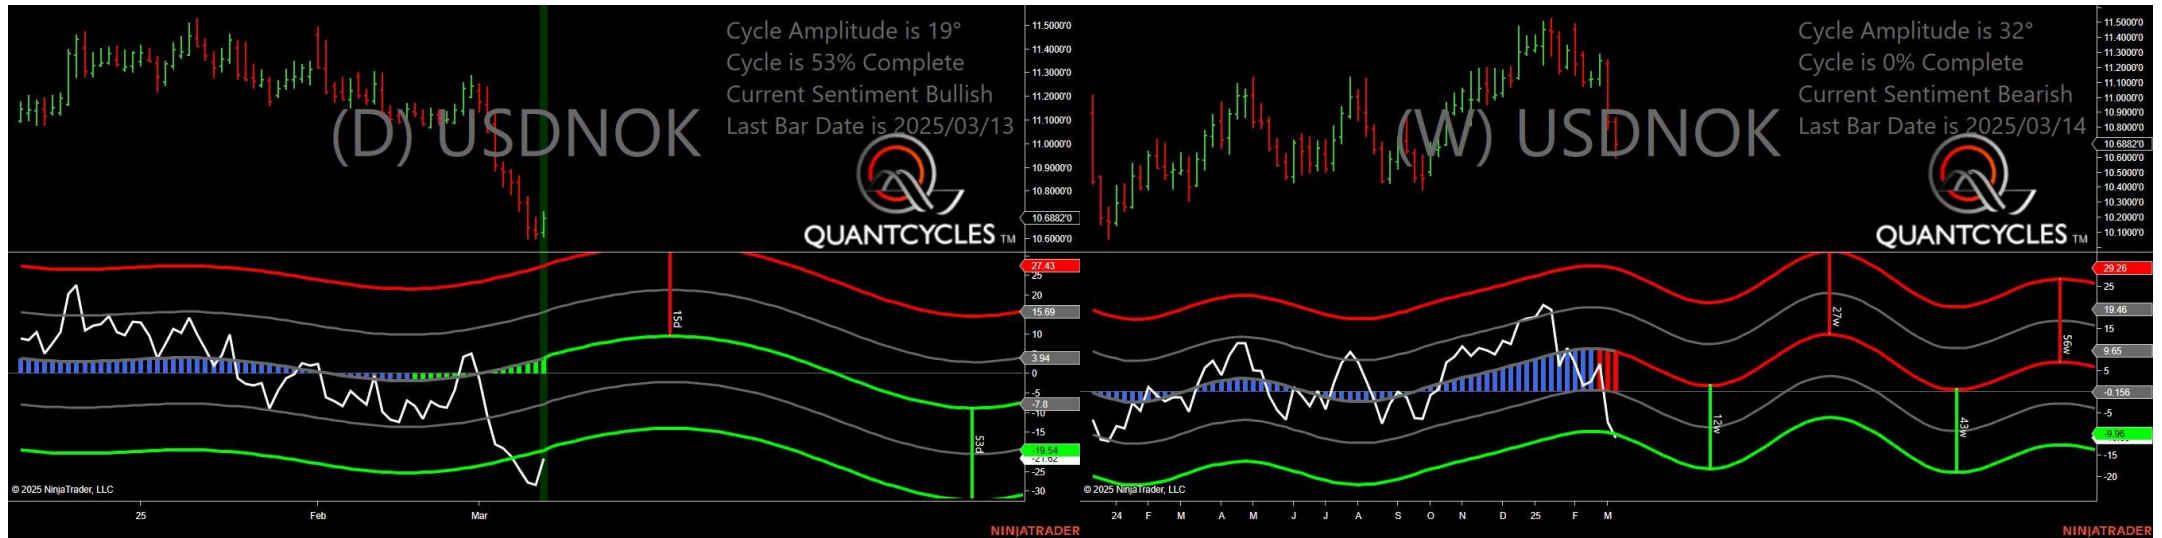 Cycle Amplitude is 19°
Cycle is 53% Complete
Current Sentiment Bullish
Last Bar Date is 2025/03/13
(D) USDNOK
QUANTCYCLES TM
11.5000'0
11.4000'0
11.3000'0
11.2000'0
11.1000'0
11.0000'0
10.9000'0
10.8000'0
10.6882'0
10.6000'0
27.43
25
20
15.69
10
3.94
0
-5
-7.8
-10
-15
-19.54
-21.62
-25
-30
15d
53d
© 2025 NinjaTrader, LLC
25 Feb Mar
NINJATRADER
Cycle Amplitude is 32°
Cycle is 0% Complete
Current Sentiment Bearish
Last Bar Date is 2025/03/14
(W) USDNOK
QUANTCYCLES TM
11.5000'0
11.4000'0
11.3000'0
11.2000'0
11.1000'0
11.0000'0
10.9000'0
10.8000'0
10.6882'0
10.6000'0
10.5000'0
10.4000'0
10.3000'0
10.2000'0
10.1000'0
29.26
25
19.46
15
9.65
5
-0.156
-5
-9.96
-15
-20
12w
27w
43w
56w
© 2025 NinjaTrader, LLC
24 F M A M J J A S O N D 25 F M
NINJATRADER